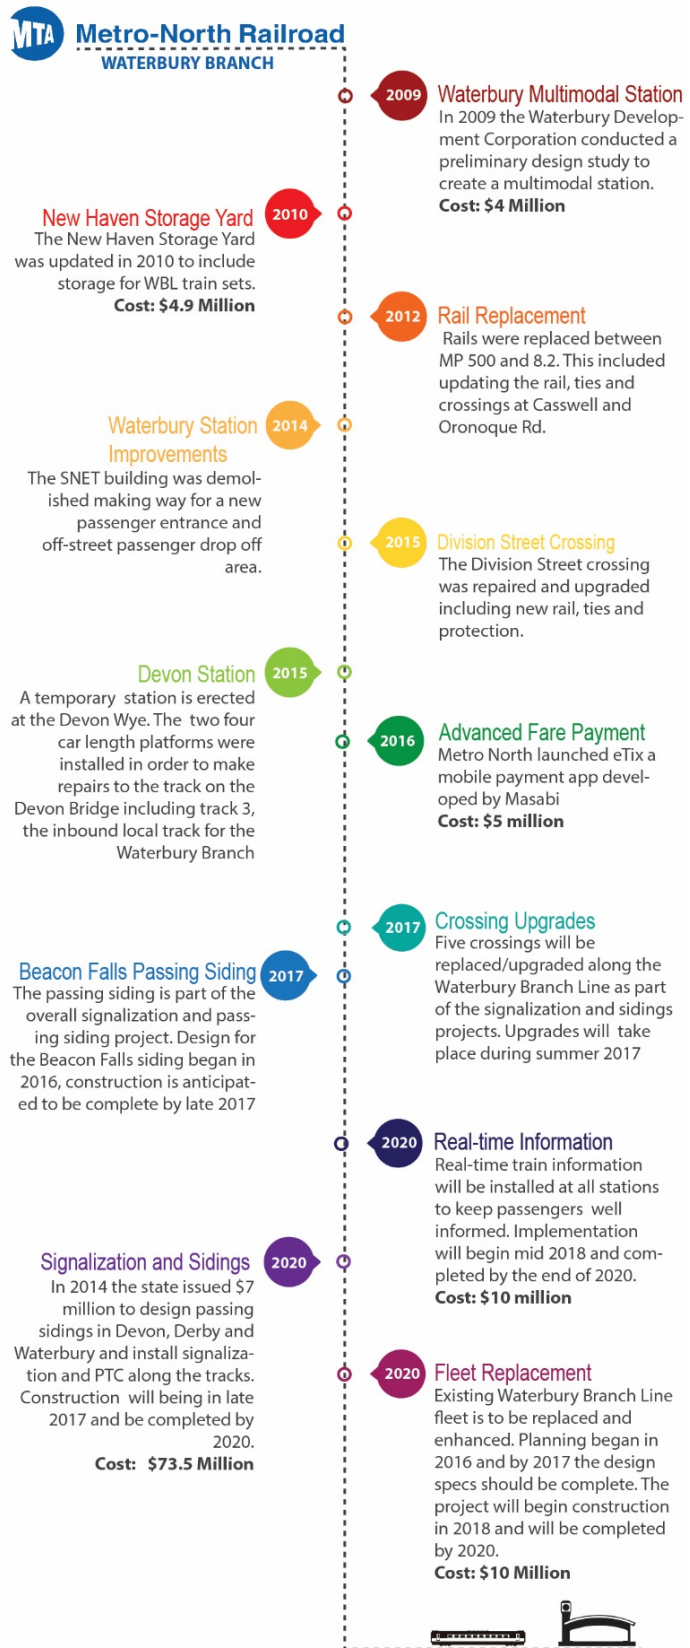 MTA Metro-North Railroad
WATERBURY BRANCH
2009 Waterbury Multimodal Station
In 2009 the Waterbury Develop-
ment Corporation conducted a
preliminary design study to
create a multimodal station.
Cost: $4 Million
New Haven Storage Yard 2010
The New Haven Storage Yard
was updated in 2010 to include
storage for WBL train sets.
Cost: $4.9 Million
2012 Rail Replacement
Rails were replaced between
MP 500 and 8.2. This included
updating the rail, ties and
crossings at Casswell and
Oronoque Rd.
Waterbury Station 2014
Improvements
The SNET building was demol-
ished making way for a new
passenger entrance and
off-street passenger drop off
area.
2015 Division Street Crossing
The Division Street crossing
was repaired and upgraded
including new rail, ties and
protection.
Devon Station 2015
A temporary station is erected
at the Devon Wye. The two four
car length platforms were
installed in order to make
repairs to the track on the
Devon Bridge including track 3,
the inbound local track for the
Waterbury Branch
2016 Advanced Fare Payment
Metro North launched eTix a
mobile payment app devel-
oped by Masabi
Cost: $5 million
2017 Crossing Upgrades
Five crossings will be
replaced/upgraded along the
Waterbury Branch Line as part
of the signalization and sidings
projects. Upgrades will take
place during summer 2017
Beacon Falls Passing Siding 2017
The passing siding is part of the
overall signalization and pass-
ing siding project. Design for
the Beacon Falls siding began in
2016, construction is anticipat-
ed to be complete by late 2017
2020 Real-time Information
Real-time train information
will be installed at all stations
to keep passengers well
informed. Implementation
will begin mid 2018 and com-
pleted by the end of 2020.
Cost: $10 million
Signalization and Sidings 2020
In 2014 the state issued $7
million to design passing
sidings in Devon, Derby and
Waterbury and install signaliza-
tion and PTC along the tracks.
Construction will being in late
2017 and be completed by
2020.
Cost: $73.5 Million
2020 Fleet Replacement
Existing Waterbury Branch Line
fleet is to be replaced and
enhanced. Planning began in
2016 and by 2017 the design
specs should be complete. The
project will begin construction
in 2018 and will be completed
by 2020.
Cost: $10 Million